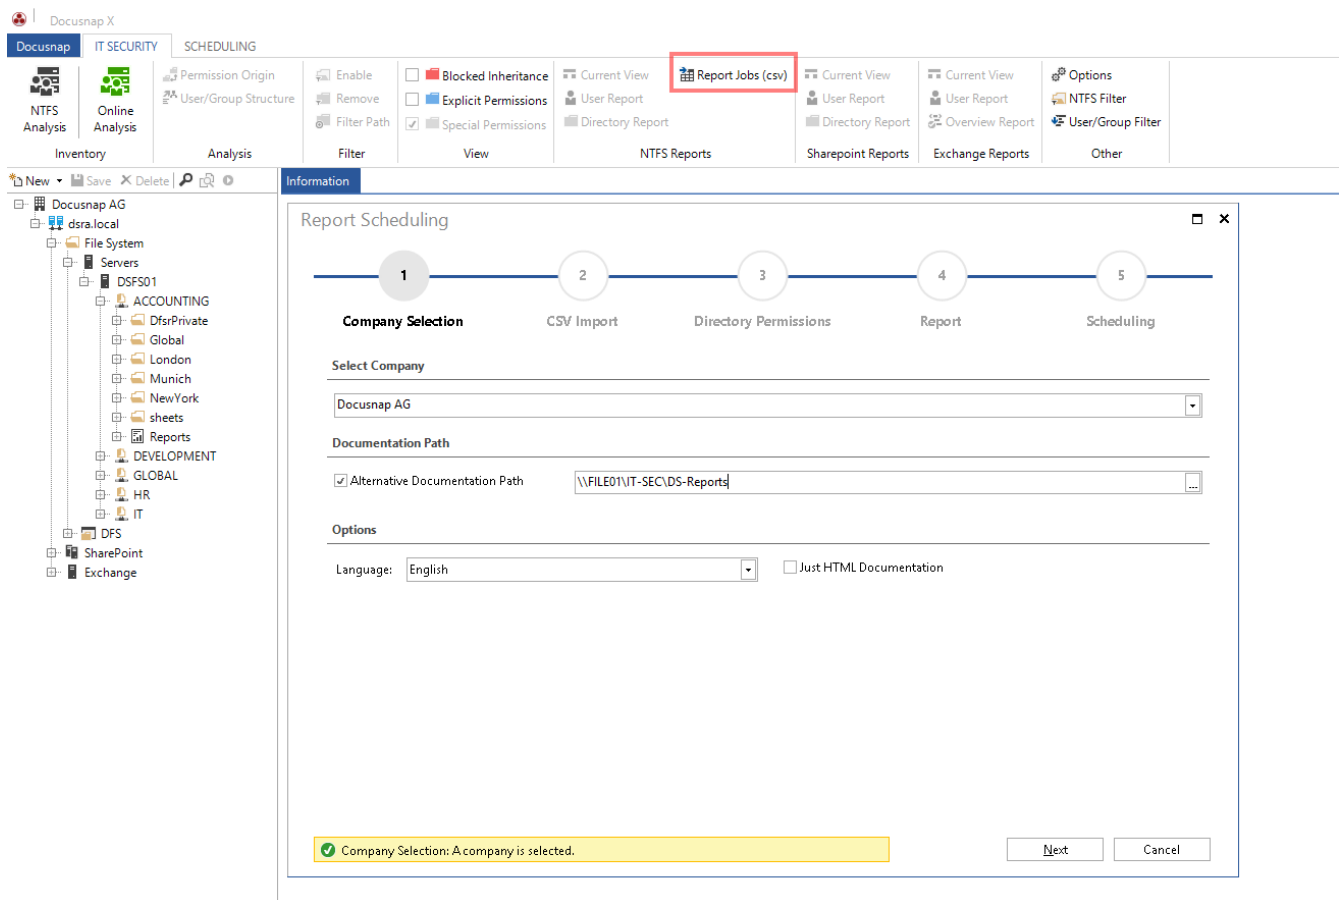 Docusnap X
Docusnap IT SECURITY SCHEDULING
NTFS Analysis
Online Analysis
Inventory
Permission Origin
User/Group Structure
Analysis
Enable
Remove
Filter Path
Filter
Blocked Inheritance
Explicit Permissions
Special Permissions
View
Current View
User Report
Directory Report
Report Jobs (csv)
NTFS Reports
Current View
User Report
Directory Report
Sharepoint Reports
Current View
User Report
Overview Report
Exchange Reports
Options
NTFS Filter
User/Group Filter
Other
New Save Delete
Docusnap AG
dsra.local
File System
Servers
DSFS01
ACCOUNTING
DfsrPrivate
Global
London
Munich
NewYork
sheets
Reports
DEVELOPMENT
GLOBAL
HR
IT
DFS
SharePoint
Exchange
Information
Report Scheduling
1 2 3 4 5
Company Selection CSV Import Directory Permissions Report Scheduling
Select Company
Docusnap AG
Documentation Path
Alternative Documentation Path \\FILE01\IT-SEC\DS-Reports
...
Options
Language: English Just HTML Documentation
Company Selection: A company is selected.
Next Cancel